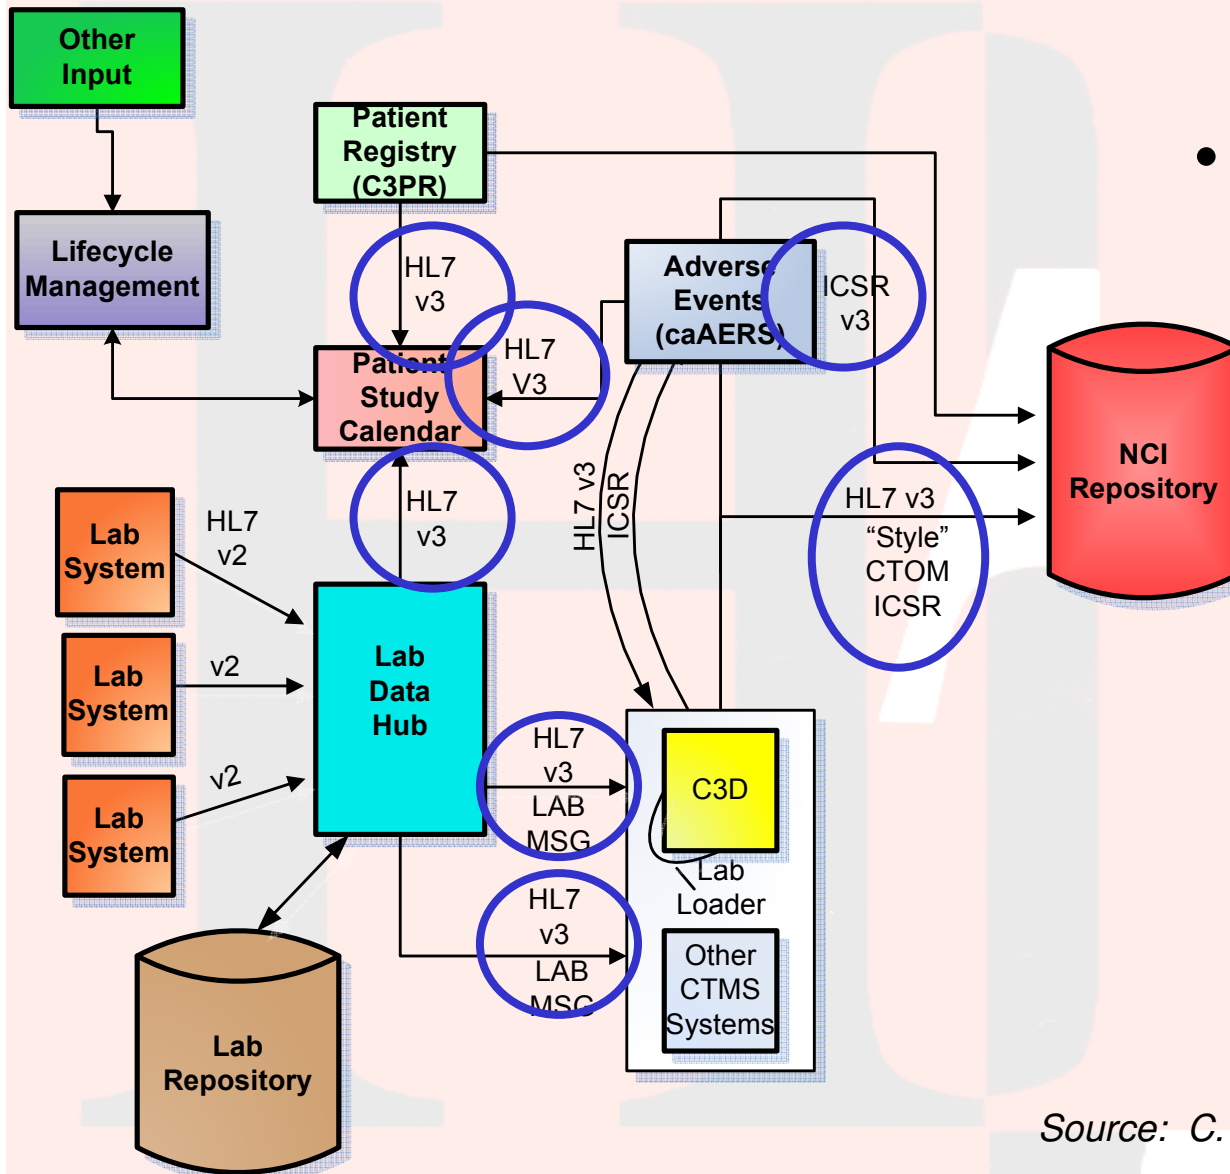 Other
Input
Patient
Registry
(C3PR)
•
Lifecycle
Management
HL7
v3
Adverse
Events
(caAERS)
ICSR
v3
HL7
V3
Patient
Study
Calendar
NCI
Repository
HL7 v3
ICSR
HL7 v3
“Style”
CTOM
ICSR
HL7
v3
HL7
v2
Lab
System
Lab
System
v2
Lab
Data
Hub
v2
Lab
System
HL7
v3
LAB
MSG
C3D
Lab
Loader
HL7
v3
LAB
MSG
Other
CTMS
Systems
Lab
Repository
Source: C.